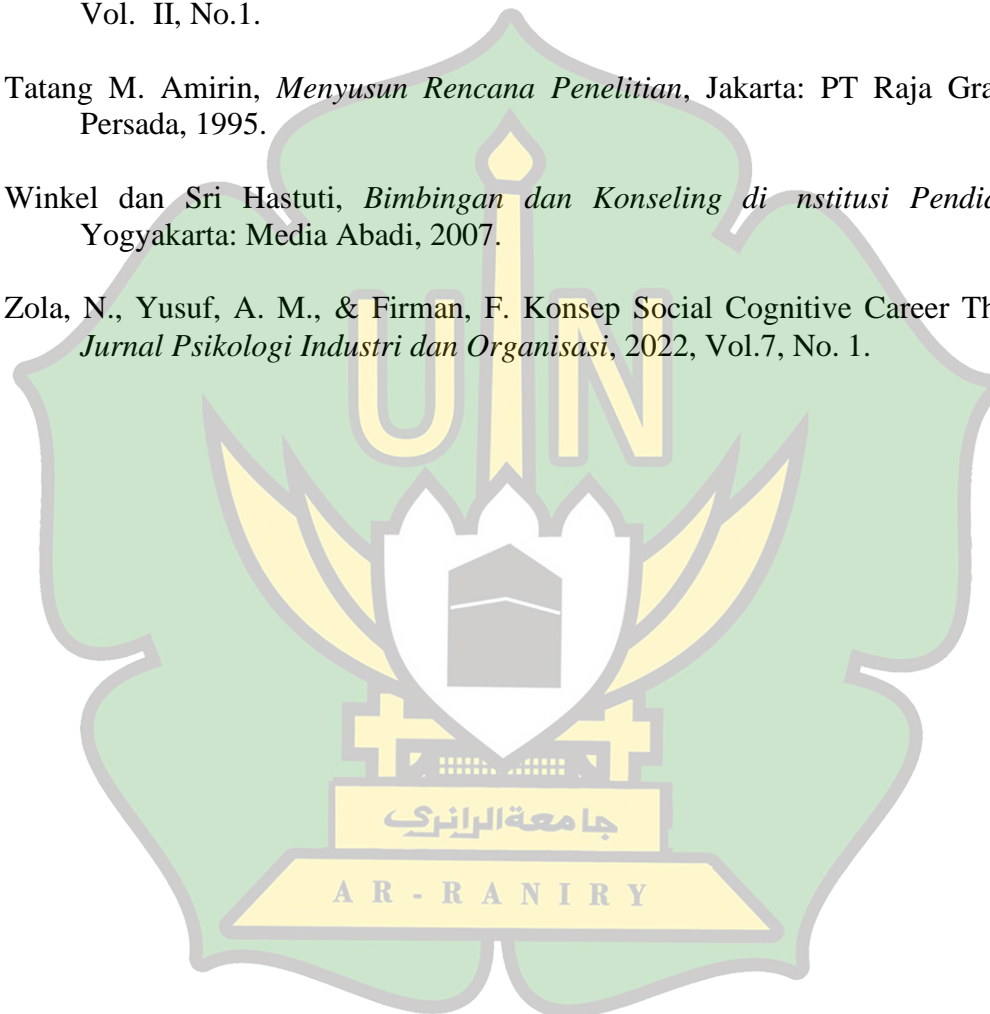 Vol. II, No.1.
Tatang M. Amirin, Menyusun Rencana Penelitian, Jakarta: PT Raja Gra
Persada, 1995.
Winkel dan Sri Hastuti, Bimbingan dan Konseling di nstitusi Pendid
Yogyakarta: Media Abadi, 2007.
Zola, N., Yusuf, A. M., & Firman, F. Konsep Social Cognitive Career Th
Jurnal Psikologi Industri dan Organisasi, 2022, Vol.7, No. 1.
UIN
جامعةالرانري
AR-RANIRY